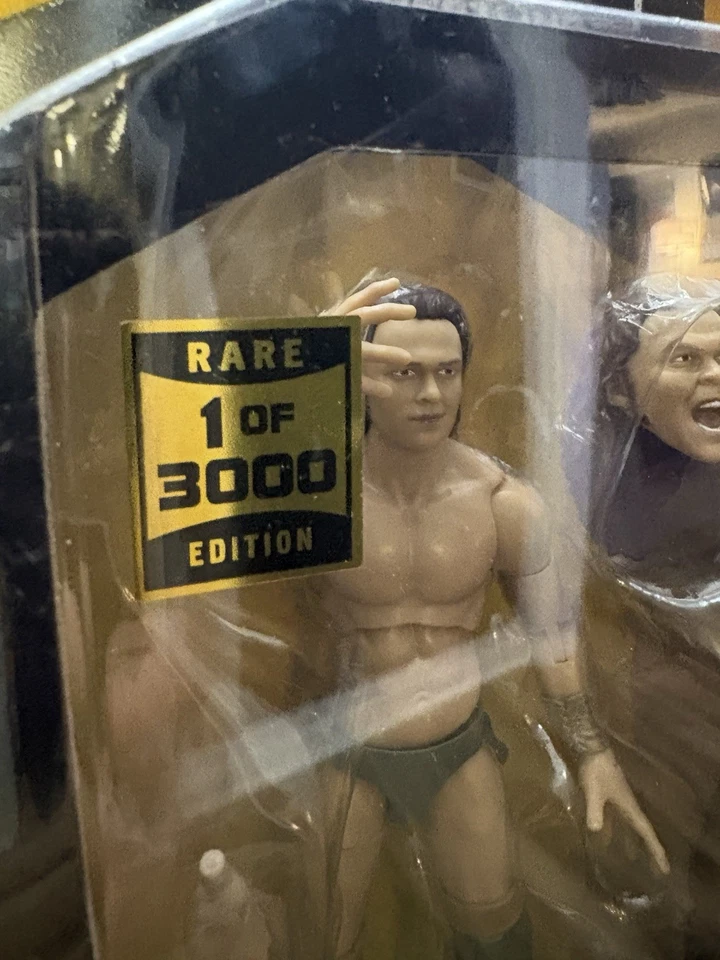 RARE
1 OF
3000
EDITION